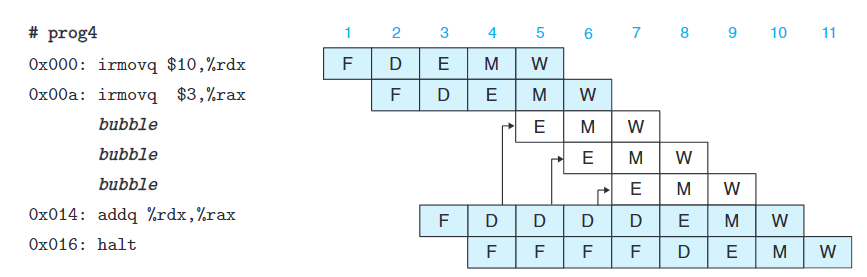 # prog4 1 2 3 4 5 6 7 8 9 10 11
0x000: irmovq $10,%rdx F D E M W
0x00a: irmovq $3,%rax F D E M W
bubble E M W
bubble E M W
bubble E M W
0x014: addq %rdx,%rax F D D D D E M W
0x016: halt F F F F D E M W